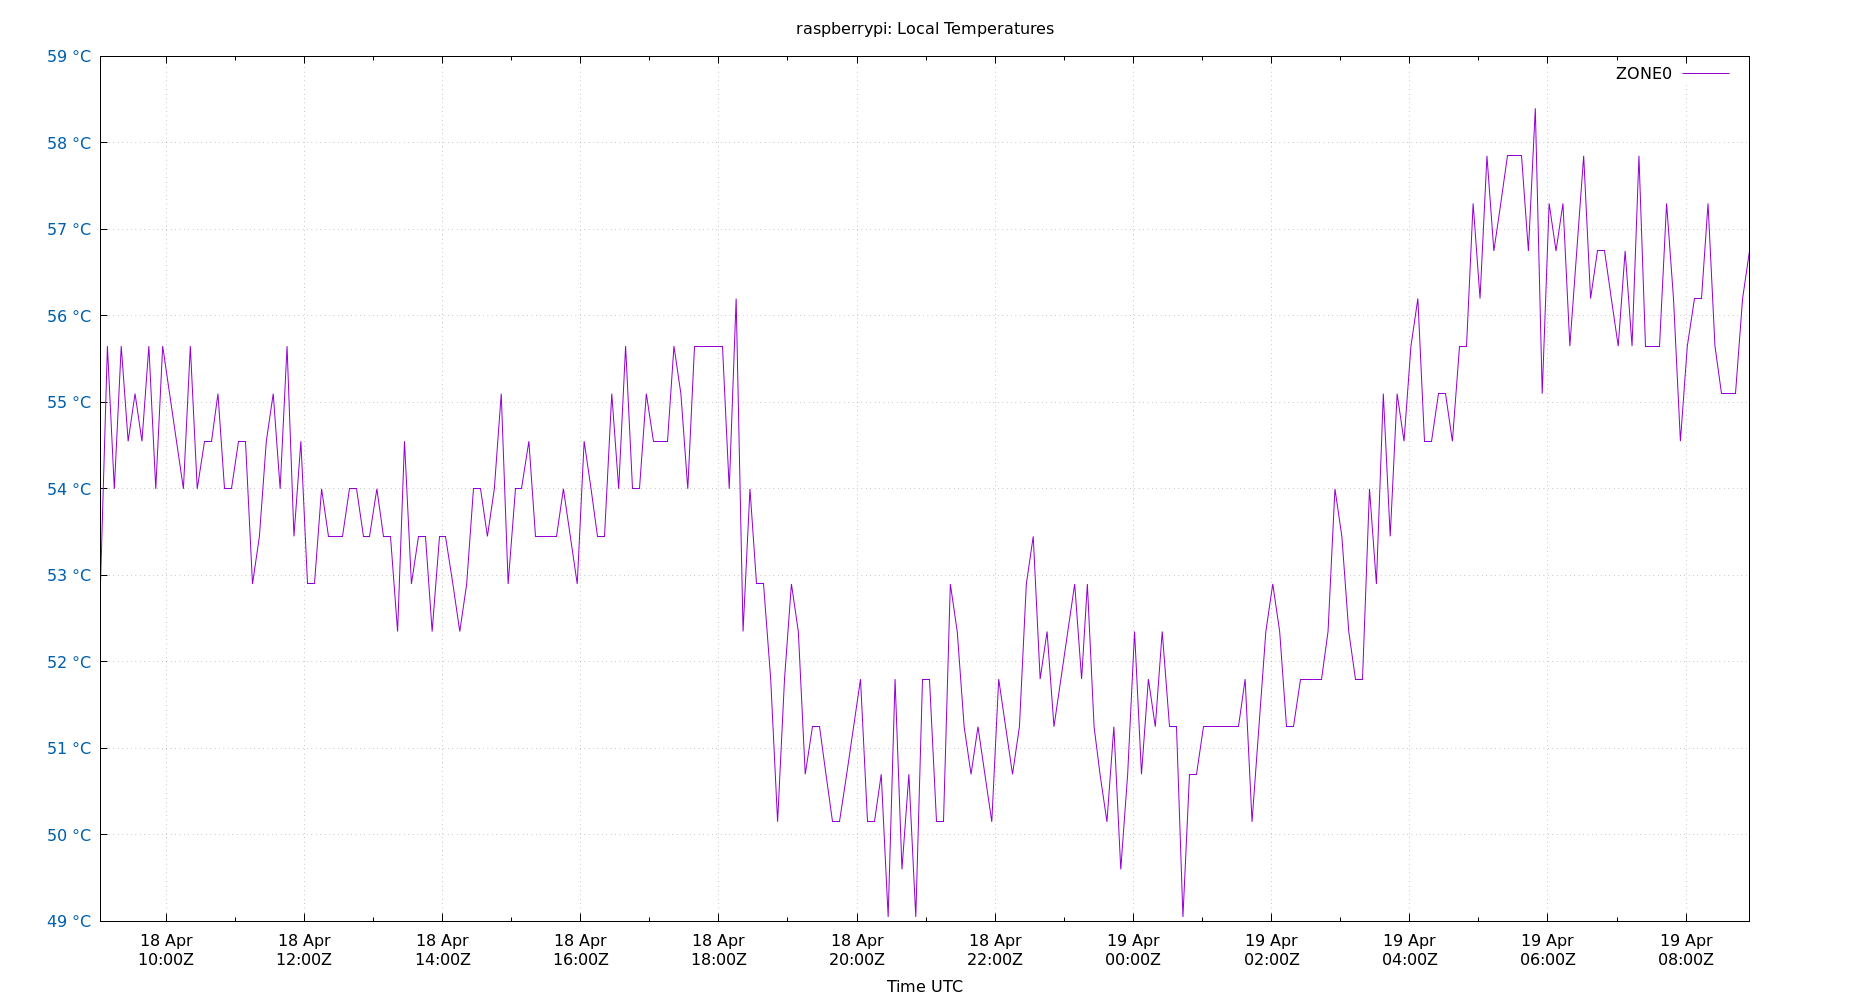 raspberrypi: Local Temperatures
59 °C
ZONE0
58 °C
57 °C
56 °C
55 °C
54 °C
53 °C
52 °C
51 °C
50 °C
49 °C
18 Apr 18 Apr 18 Apr 18 Apr 18 Apr 18 Apr 18 Apr 19 Apr 19 Apr 19 Apr 19 Apr 19 Apr
10:00Z 12:00Z 14:00Z 16:00Z 18:00Z 20:00Z 22:00Z 00:00Z 02:00Z 04:00Z 06:00Z 08:00Z
Time UTC